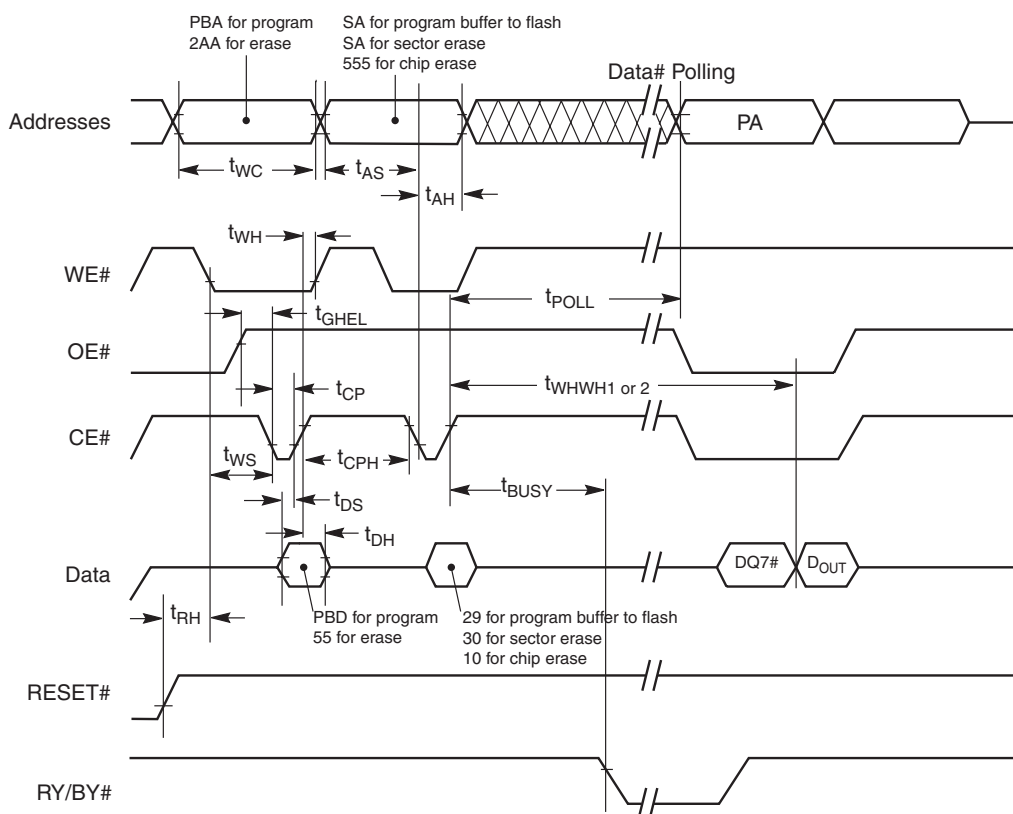 PBA for program
2AA for erase
SA for program buffer to flash
SA for sector erase
555 for chip erase
Data# Polling
Addresses
PA
tWC
tAS
tAH
tWH
WE#
tPOLL
tGHEL
OE#
tCP
tWHWH1 or 2
CE#
tWS
tCPH
tBUSY
tDS
tDH
Data
DQ7#
DOUT
tRH
PBD for program
55 for erase
29 for program buffer to flash
30 for sector erase
10 for chip erase
RESET#
RY/BY#